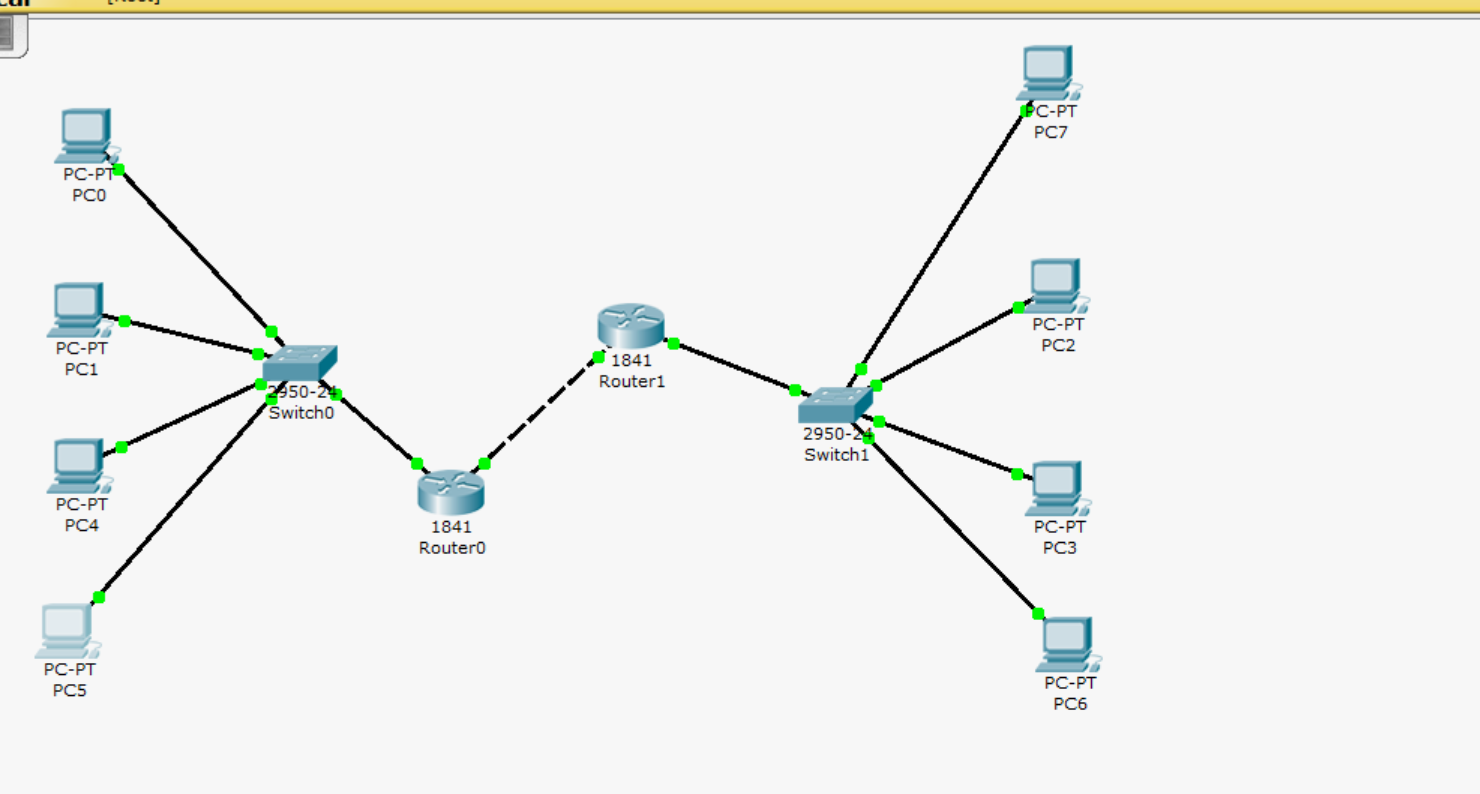 PC-PT
PC7
PC-PT
PC0
PC-PT
PC2
PC-PT
PC1
1841
Router1
2950-24
Switch0
2950-24
Switch1
PC-PT
PC4
PC-PT
PC3
1841
Router0
PC-PT
PC5
PC-PT
PC6